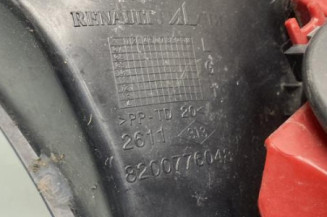 RENAULT
L
G
T
>PP-TD 20<
2611
8200776048